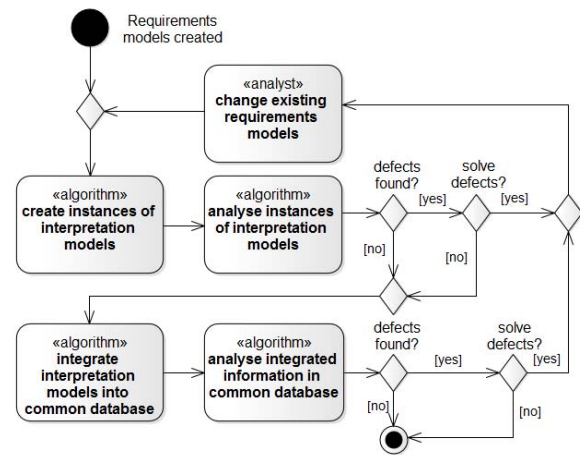 Requirements
models created
«analyst»
change existing
requirements
models
«algorithm»
create instances of
interpretation
models
«algorithm»
analyse instances
of interpretation
models
defects
found?
solve
defects?
[yes]
[yes]
[no]
[no]
«algorithm»
integrate
interpretation
models into
common database
«algorithm»
analyse integrated
information in
common database
defects
found?
solve
defects?
[yes]
[yes]
[no]
[no]